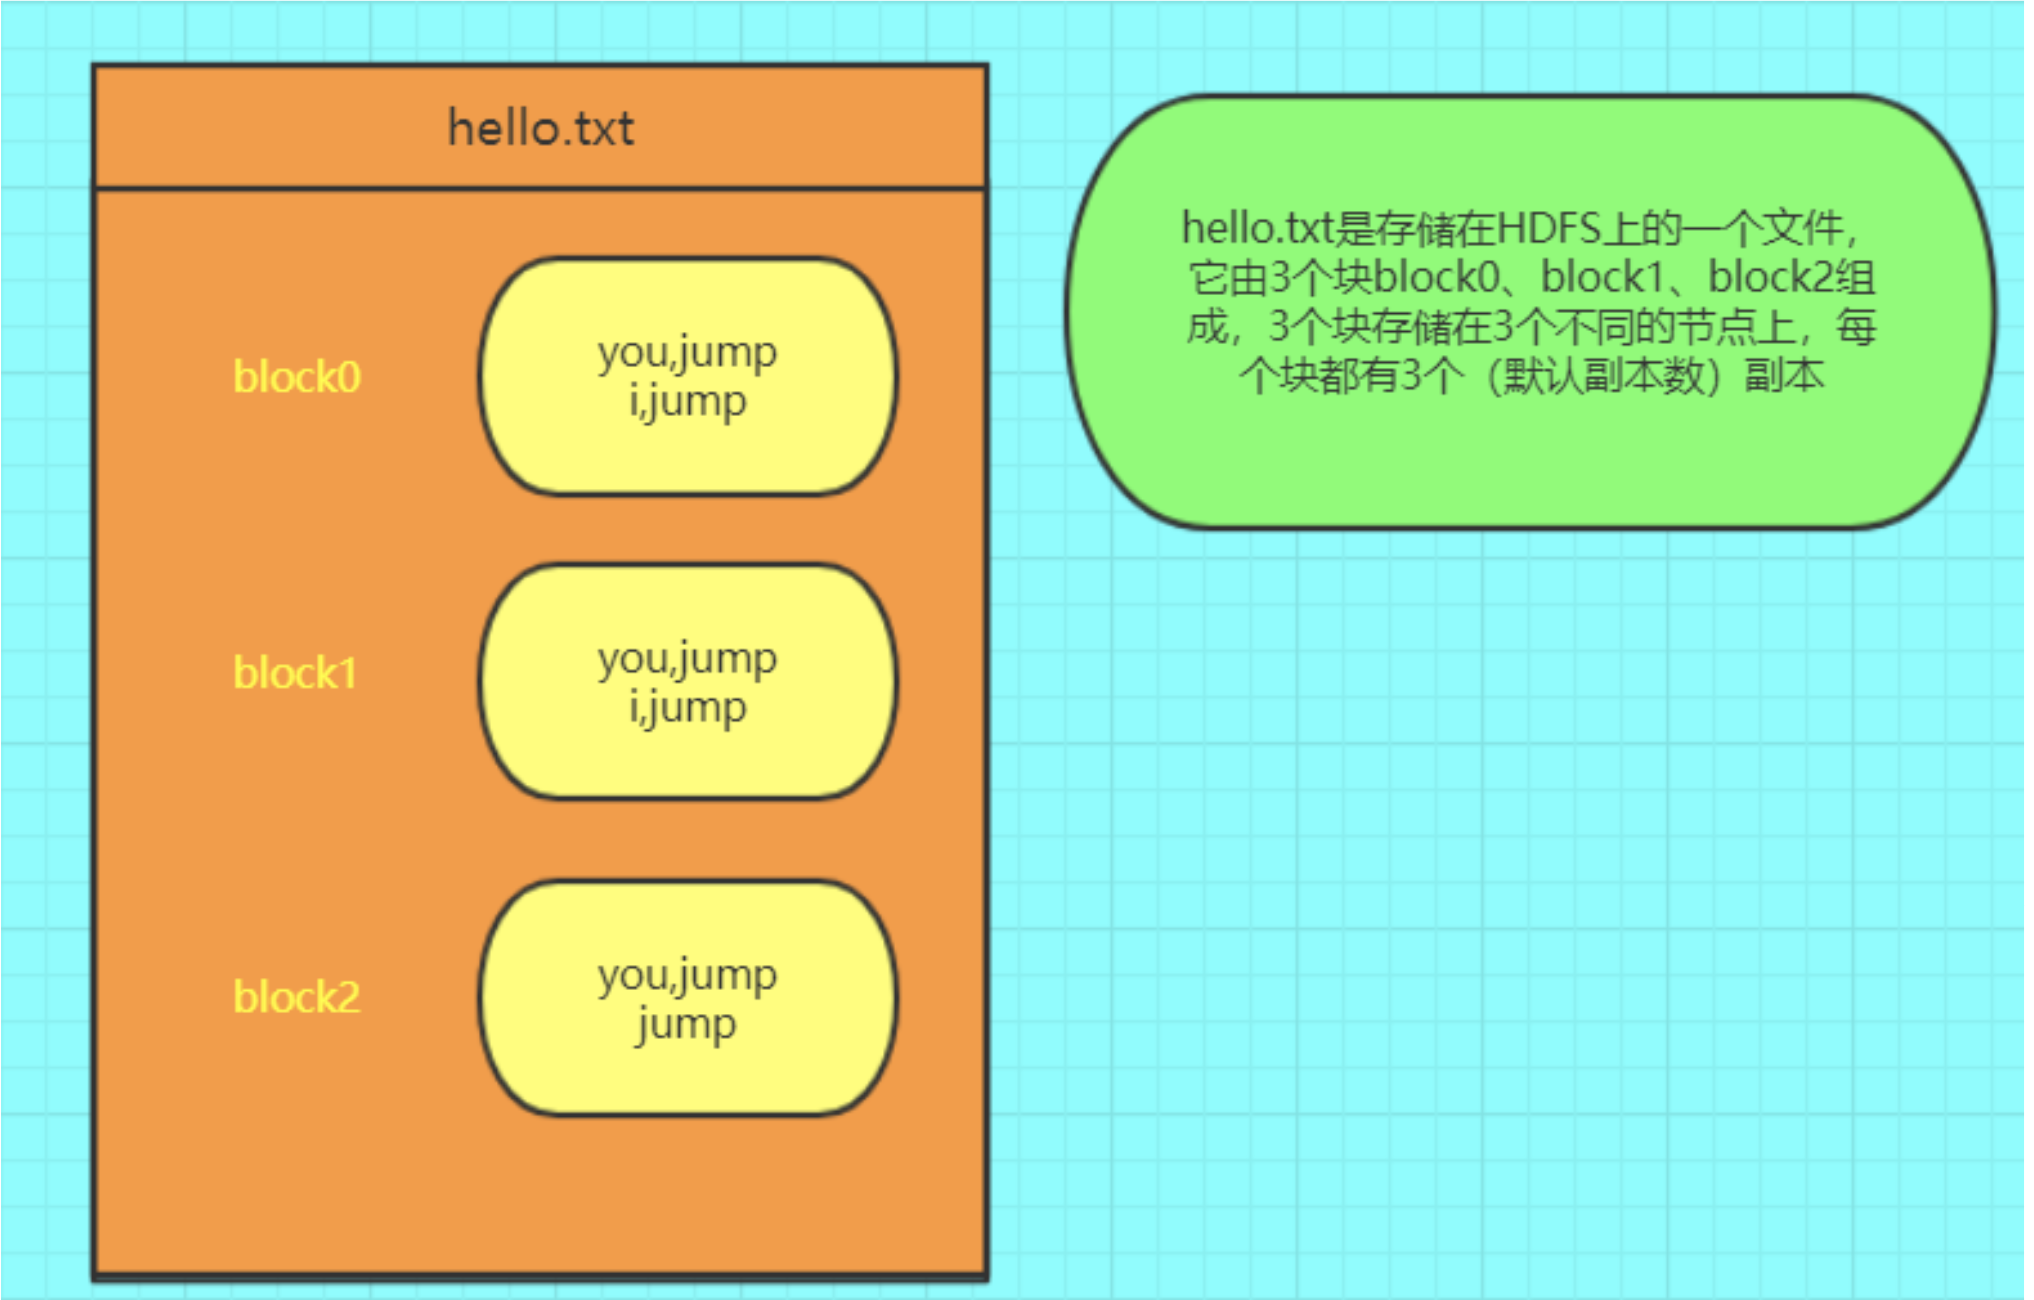 hello.txt
block0
you,jump
i,jump
block1
you,jump
i,jump
block2
you,jump
jump
hello.txt是存储在HDFS上的一个文件，
它由3个块block0、block1、block2组
成，3个块存储在3个不同的节点上，每
个块都有3个（默认副本数）副本